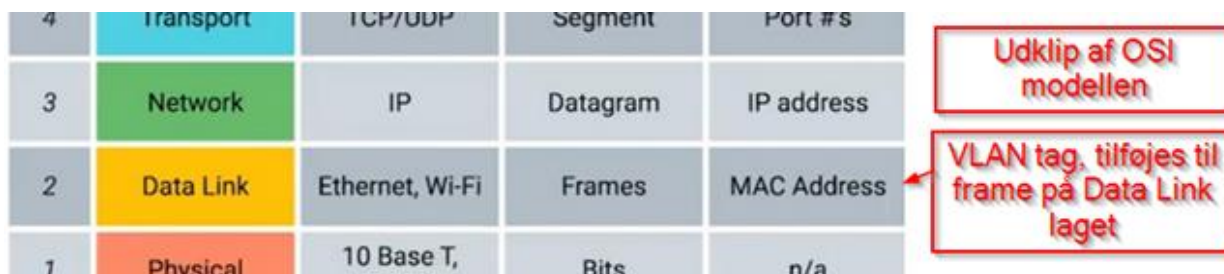 4 Transport TCP/UDP Segment Port #'s
3 Network IP Datagram IP address
2 Data Link Ethernet, Wi-Fi Frames MAC Address
1 Physical 10 Base T, Bits n/a
Udklip af OSI
modellen
VLAN tag, tilføjes til
frame på Data Link
laget